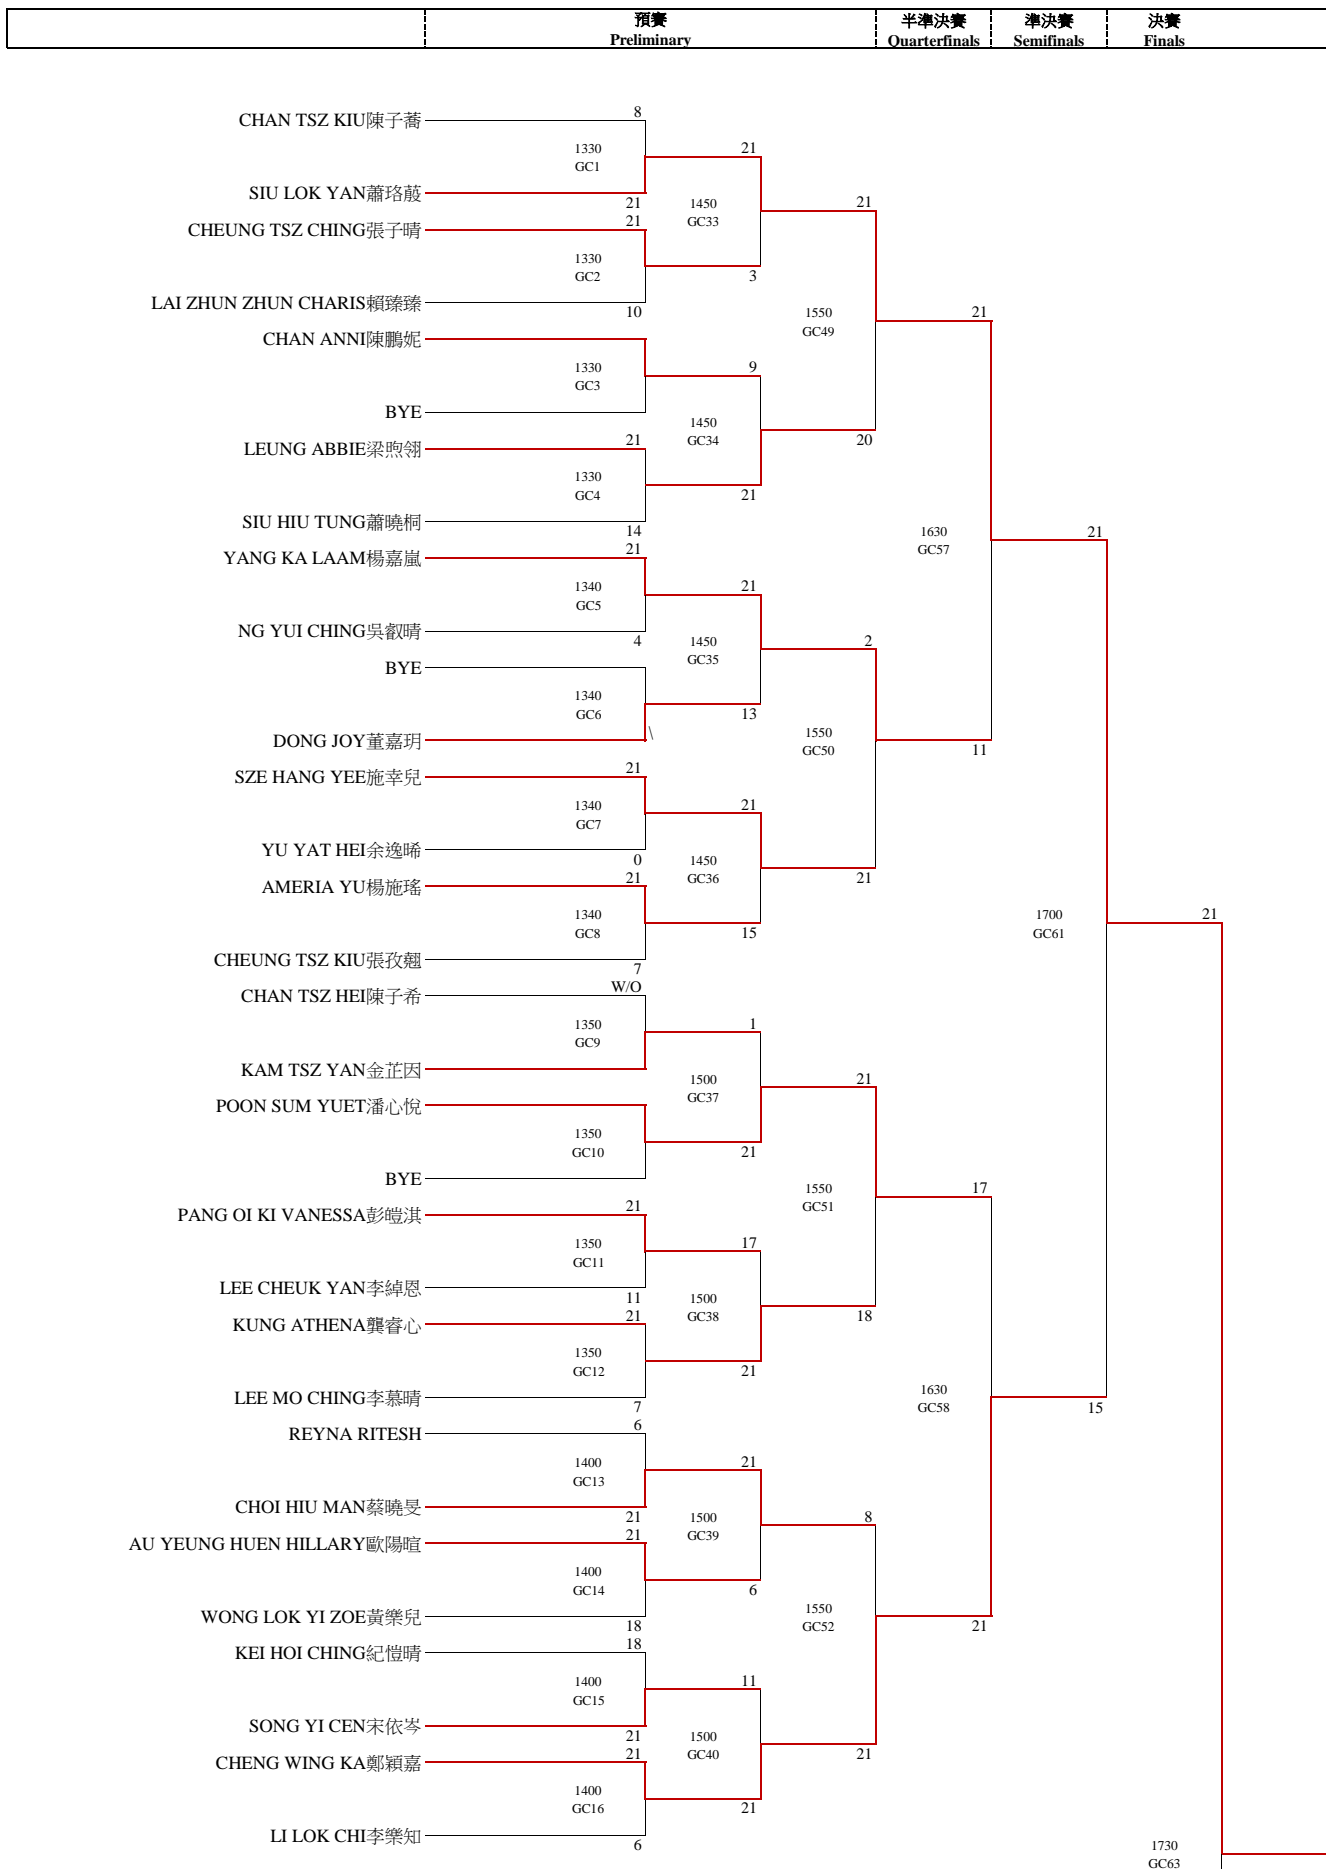 預賽 半準決賽 準決賽 決賽
Preliminary Quarterfinals Semifinals Finals
8
CHAN TSZ KIU陳子蕎
1330 21
GC1
SIU LOK YAN蕭珞蒑
21 1450 21
CHEUNG TSZ CHING張子晴 21 GC33
1330
GC2 3
LAI ZHUN ZHUN CHARIS賴臻臻 10
1550 21
GC49
CHAN ANNI陳鵬妮
1330 9
GC3
BYE
1450 20
GC34
LEUNG ABBIE梁煦翎 21
1330
GC4 21
SIU HIU TUNG蕭曉桐
14 1630 21
GC57
YANG KA LAAM楊嘉嵐 21
1340 21
GC5
NG YUI CHING吳叡晴 4
1450 2
GC35
BYE
1340
GC6 13
DONG JOY董嘉玥 \
1550 11
GC50
SZE HANG YEE施幸兒 21
1340 21
GC7
YU YAT HEI余逸晞 0
1450 21
GC36
AMERIA YU楊施瑤 21
1340
GC8 15
1700 21
GC61
CHEUNG TSZ KIU張孜翹 7
CHAN TSZ HEI陳子希 W/O
1350 1
GC9
KAM TSZ YAN金芷因
1500 21
GC37
POON SUM YUET潘心悅
1350
GC10 21
BYE
1550 17
GC51
PANG OI KI VANESSA彭皚淇 21
1350 17
GC11
LEE CHEUK YAN李綽恩 11
1500 18
GC38
KUNG ATHENA龔睿心 21
1350
GC12 21
LEE MO CHING李慕晴 7
1630 15
GC58
REYNA RITESH 6
1400 21
GC13
CHOI HIU MAN蔡曉旻 21
1500 8
GC39
AU YEUNG HUEN HILLARY歐陽暄 21
1400
GC14 6
WONG LOK YI ZOE黃樂兒 18
1550 21
GC52
KEI HOI CHING紀愷晴 18
1400 11
GC15
SONG YI CEN宋依岑 21
1500 21
GC40
CHENG WING KA鄭穎嘉 21
1400
GC16 21
LI LOK CHI李樂知 6
1730
GC63